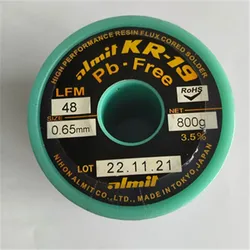 HIGH PERFORMANCE RESIN FLUX CORED SOLDER
almit KR-19
Pb-Free
RoHS
LFM
48
SIZE
0.65mm
NET
800g
3.5%
LOT 22.11.21
almit
NIHON ALMIT CO., LTD. MADE IN TOKYO JAPAN